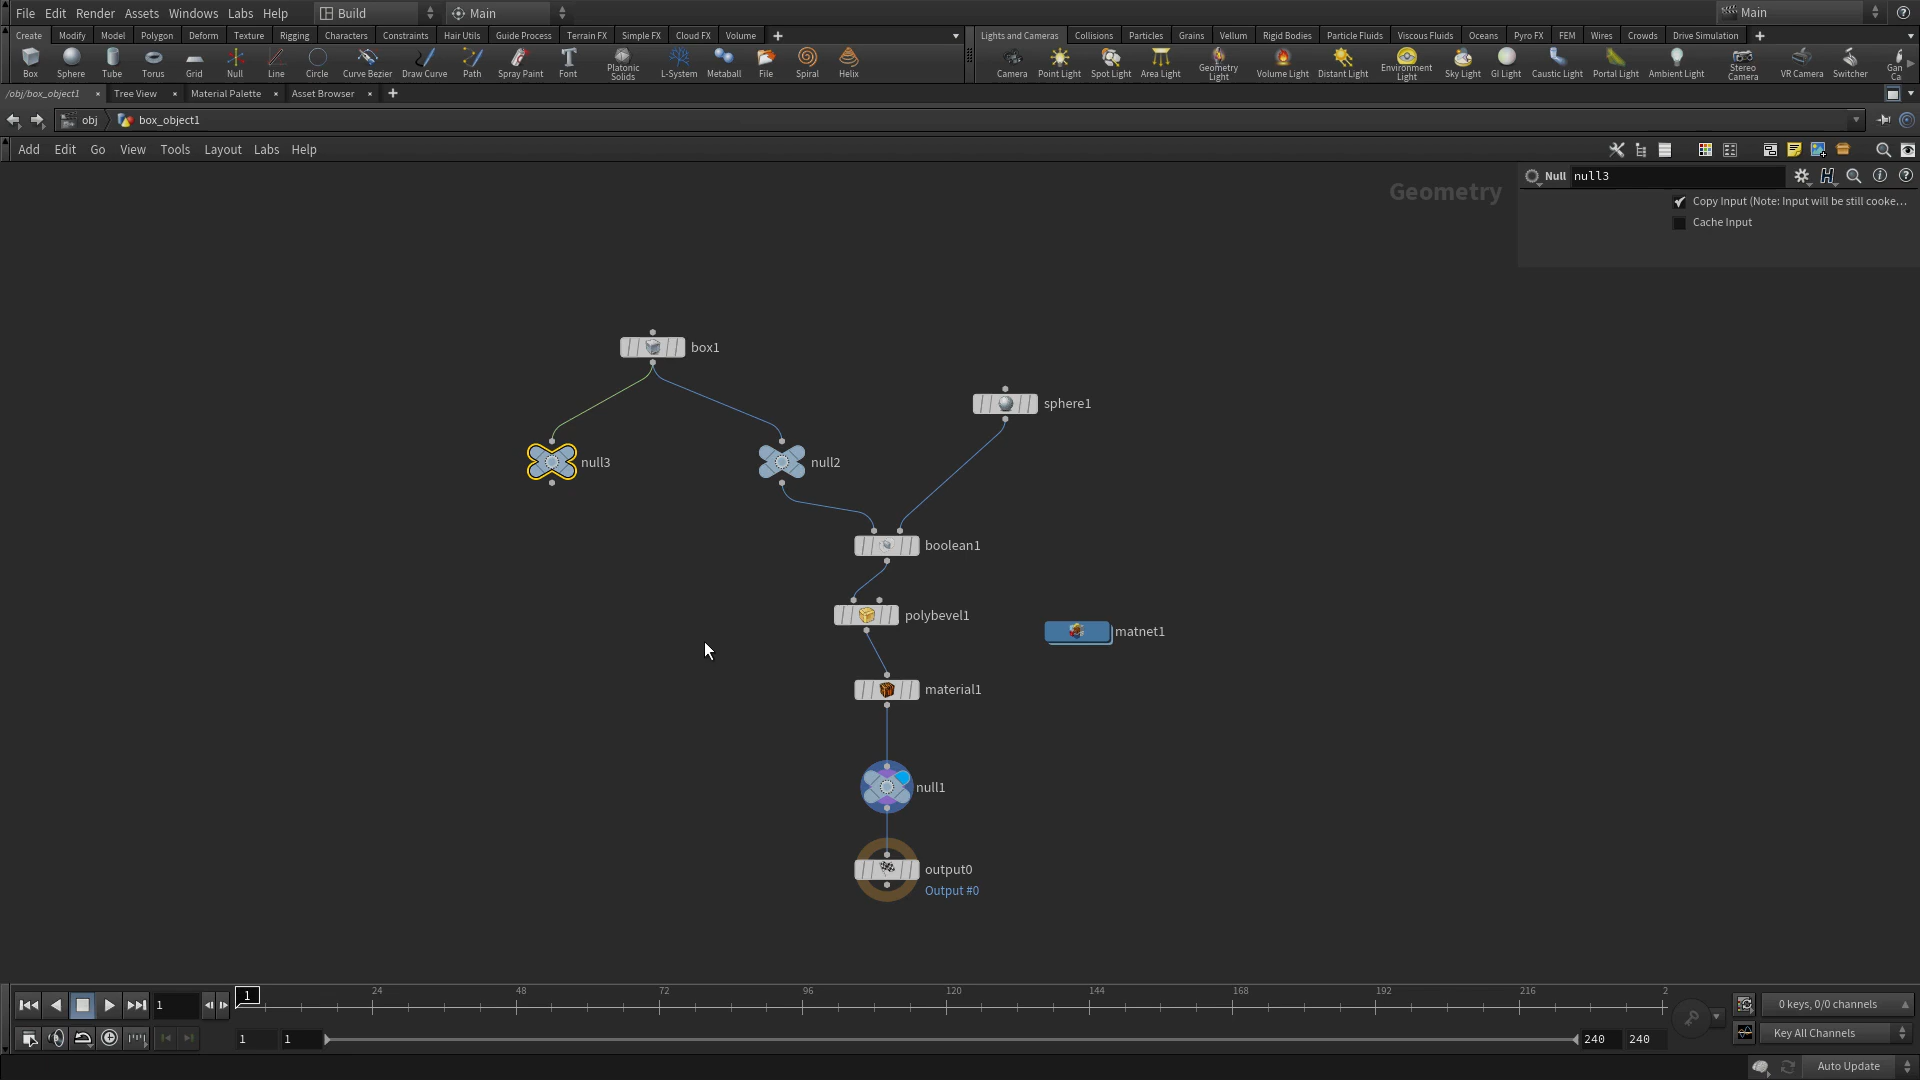 File Edit Render Assets Windows Labs Help Build Main Main
Create Modify Model Polygon Deform Texture Rigging Characters Constraints Hair Utils Guide Process Terrain FX Simple FX Cloud FX Volume
Lights and Cameras Collisions Particles Grains Vellum Rigid Bodies Particle Fluids Viscous Fluids Oceans Pyro FX FEM Wires Crowds Drive Simulation
Box Sphere Tube Torus Grid Null Line Circle Curve Bezier Draw Curve Path Spray Paint Font Platonic Solids L-System Metaball File Spiral Helix
Camera Point Light Spot Light Area Light Geometry Light Volume Light Distant Light Environment Light Sky Light GI Light Caustic Light Portal Light Ambient Light Stereo Camera VR Camera Switcher Gan Ca
/obj/box_object1 Tree View Material Palette Asset Browser
obj box_object1
Add Edit Go View Tools Layout Labs Help
Geometry
Null null3
Copy Input (Note: Input will be still cooke...
Cache Input
box1
sphere1
null3
null2
boolean1
polybevel1
matnet1
material1
null1
output0
Output #0
1 1 24 48 72 96 120 144 168 192 216 2
0 keys, 0/0 channels
1 1 240 240
Key All Channels
Auto Update